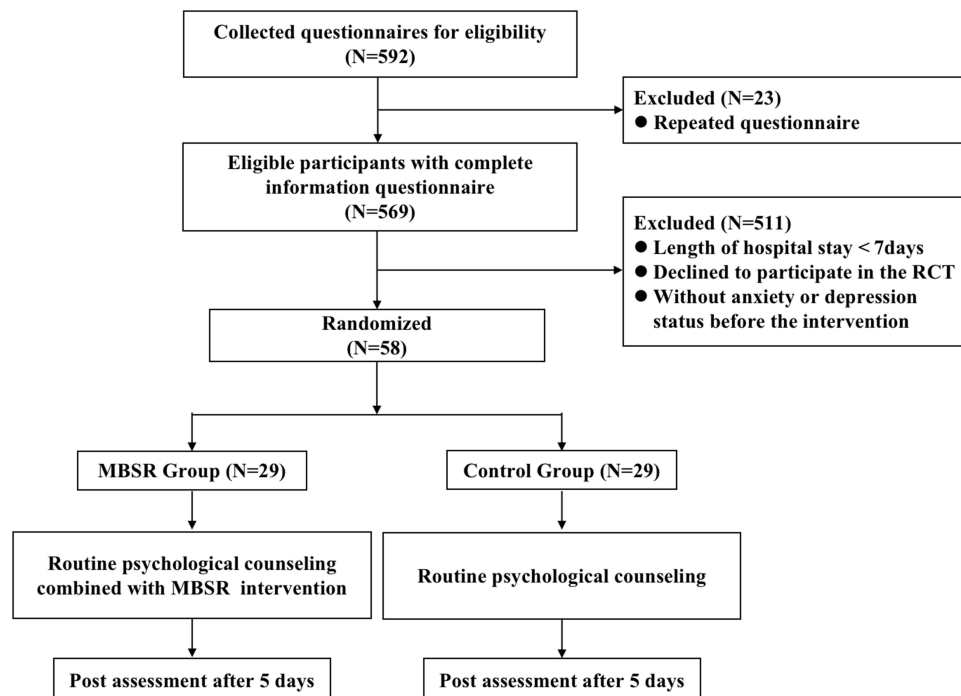 Collected questionnaires for eligibility
(N=592)
Excluded (N=23)
● Repeated questionnaire
Eligible participants with complete
information questionnaire
(N=569)
Excluded (N=511)
● Length of hospital stay < 7days
● Declined to participate in the RCT
● Without anxiety or depression
status before the intervention
Randomized
(N=58)
MBSR Group (N=29)
Control Group (N=29)
Routine psychological counseling
combined with MBSR intervention
Routine psychological counseling
Post assessment after 5 days
Post assessment after 5 days